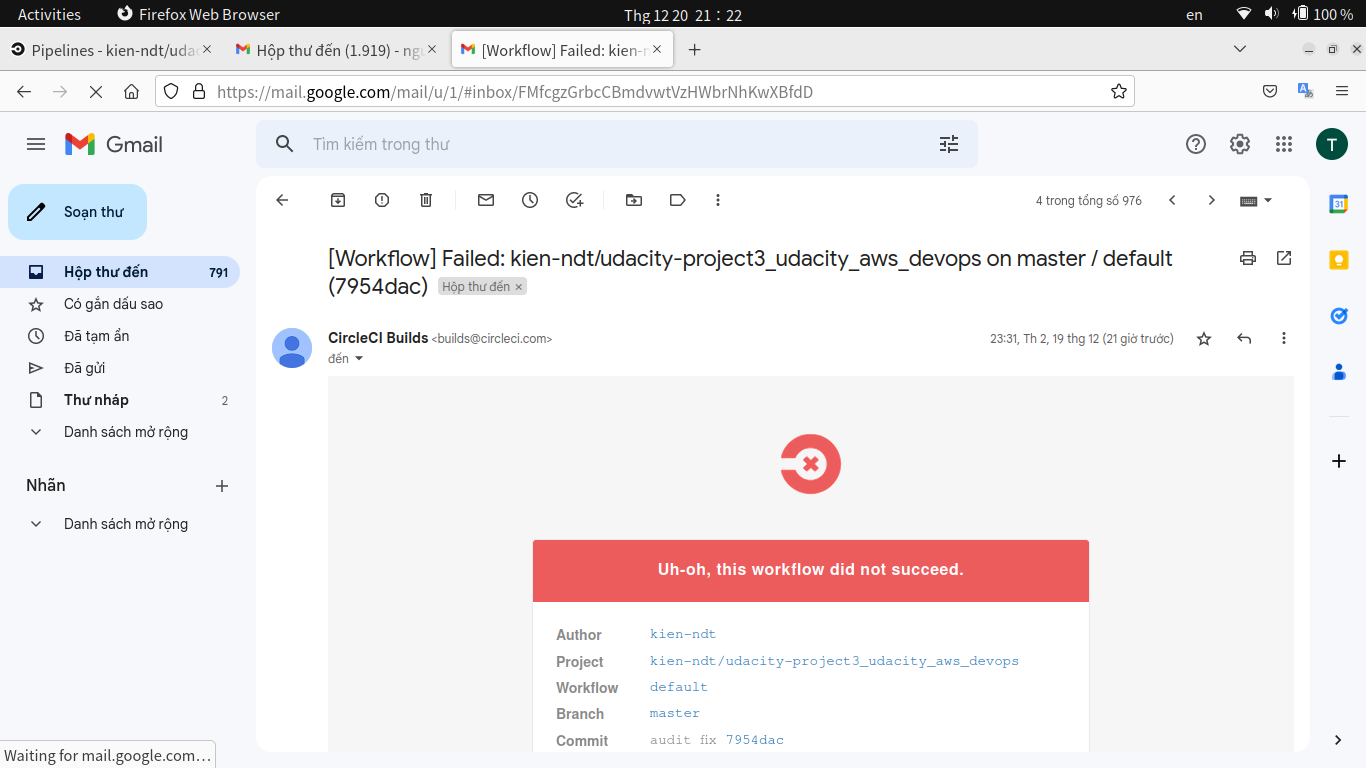 Activities Firefox Web Browser Thg 12 20 21:22 en 100 %
Pipelines - kien-ndt/uda Hộp thư đến (1.919) - ng [Workflow] Failed: kien-n
https://mail.google.com/mail/u/1/#inbox/FMfcgzGrbcCBmdvwtVzHWbrNhKwXBfdD
Gmail Tìm kiếm trong thư T
Soạn thư
4 trong tổng số 976
31
Hộp thư đến 791
Có gắn dấu sao
Đã tạm ẩn
Đã gửi
Thư nháp 2
Danh sách mở rộng
Nhãn
Danh sách mở rộng
[Workflow] Failed: kien-ndt/udacity-project3_udacity_aws_devops on master / default
(7954dac) Hộp thư đến ×
CircleCI Builds <builds@circleci.com> 23:31, Th 2, 19 thg 12 (21 giờ trước)
đến
Uh-oh, this workflow did not succeed.
Author kien-ndt
Project kien-ndt/udacity-project3_udacity_aws_devops
Workflow default
Branch master
Commit audit fix 7954dac
Waiting for mail.google.com…